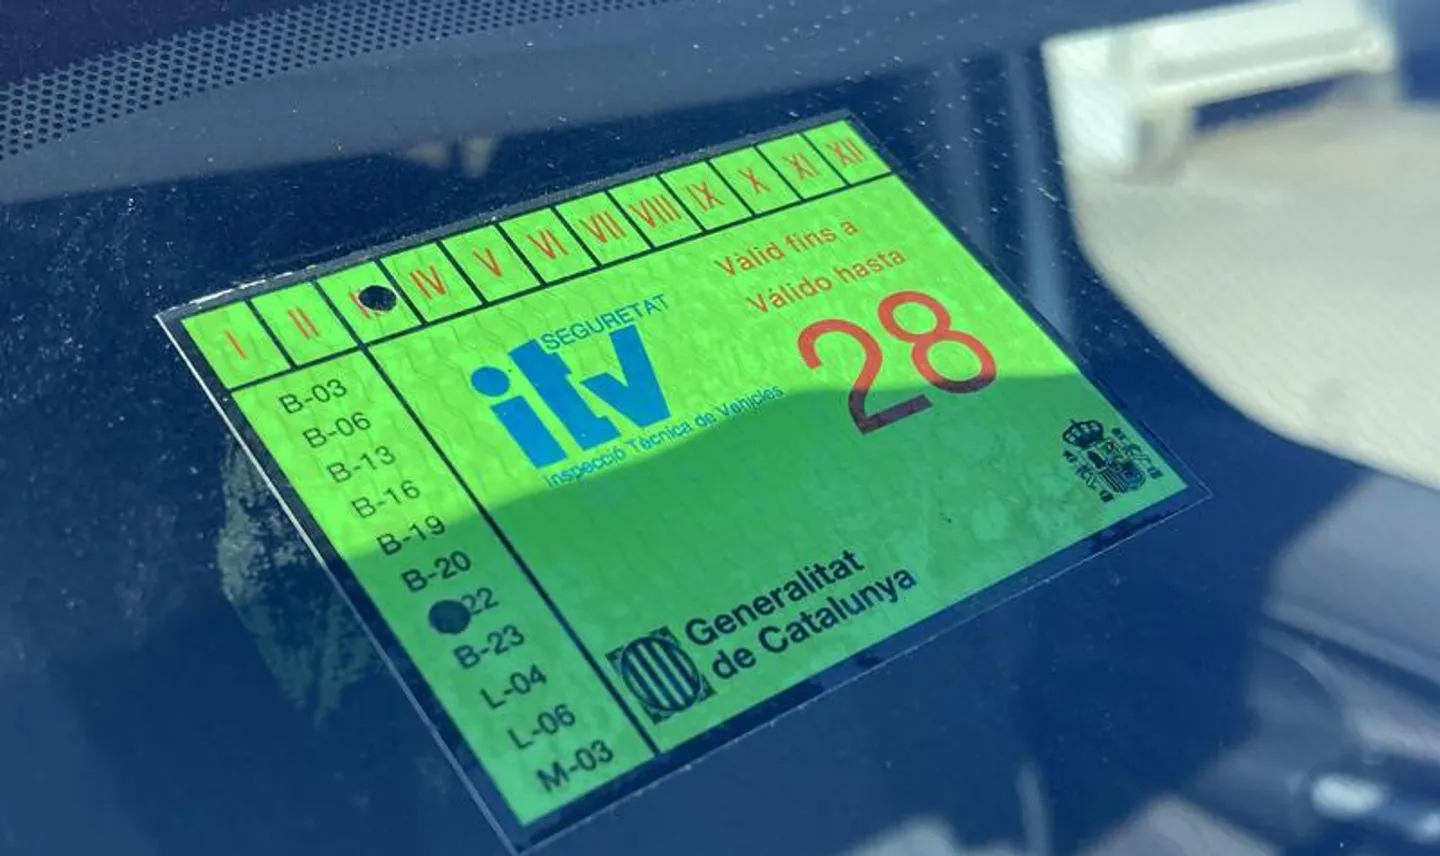 I II IV V VI VII VIII IX X XI XII
Vàlid fins a
Válido hasta
28
SEGURETAT
itv
Inspecció Tècnica de Vehicles
B-03
B-06
B-13
B-16
B-19
B-20
22
B-23
L-04
L-06
M-03
Generalitat
de Catalunya